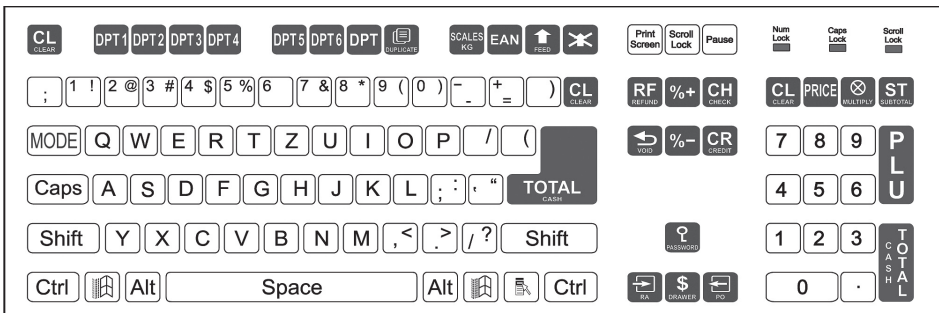 CL CLEAR DPT1 DPT2 DPT3 DPT4 DPT5 DPT6 DPT DUPLICATE SCALES KG EAN FEED Print Screen Scroll Lock Pause Num Lock Caps Lock Scroll Lock
; 1 ! 2 @ 3 # 4 $ 5 % 6 7 & 8 * 9 ( 0 ) - _ + = ) CL CLEAR RF REFUND %+ CH CHECK CL CLEAR PRICE MULTIPLY ST SUBTOTAL
MODE Q W E R T Z U I O P / ( VOID %- CR CREDIT 7 8 9 PLU
Caps A S D F G H J K L ; : ' " TOTAL CASH 4 5 6
Shift Y X C V B N M , < . > / ? Shift PASSWORD 1 2 3 CASH TOTAL
Ctrl Alt Space Alt Ctrl RA $ DRAWER PO 0 .